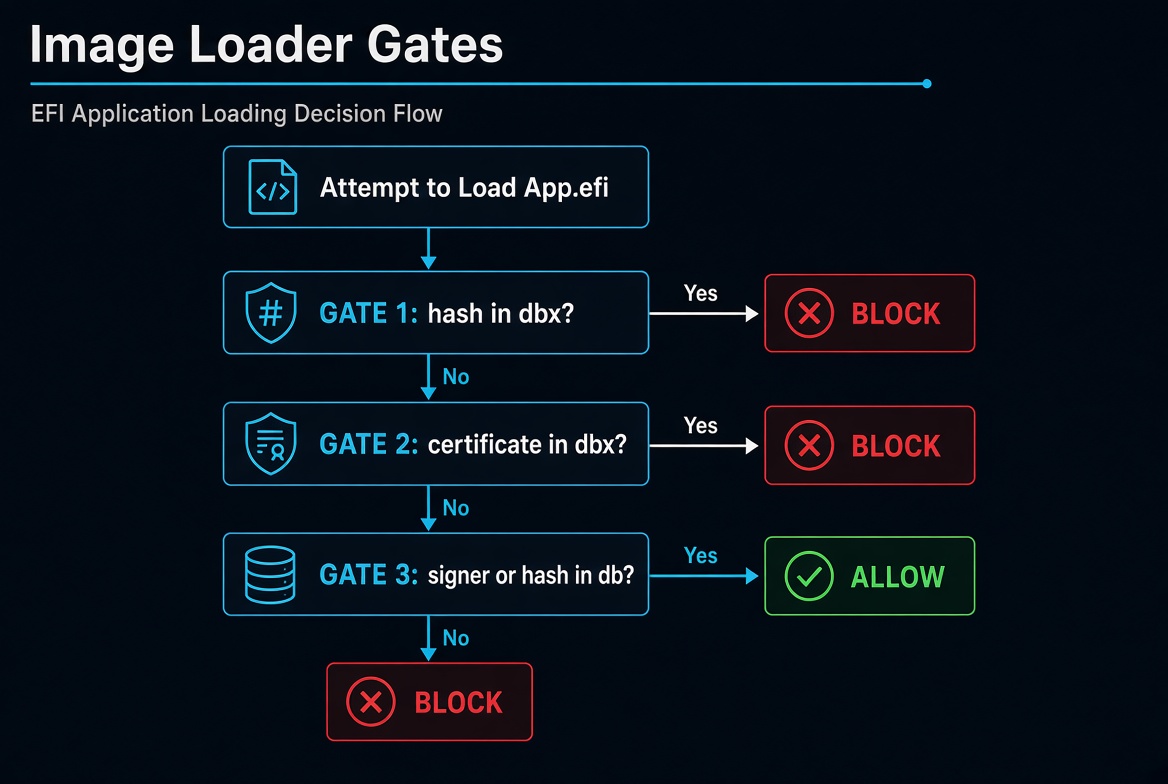 Image Loader Gates
EFI Application Loading Decision Flow
</>
Attempt to Load App.efi
# GATE 1: hash in dbx?
Yes
BLOCK
No
GATE 2: certificate in dbx?
Yes
BLOCK
No
GATE 3: signer or hash in db?
Yes
ALLOW
No
BLOCK